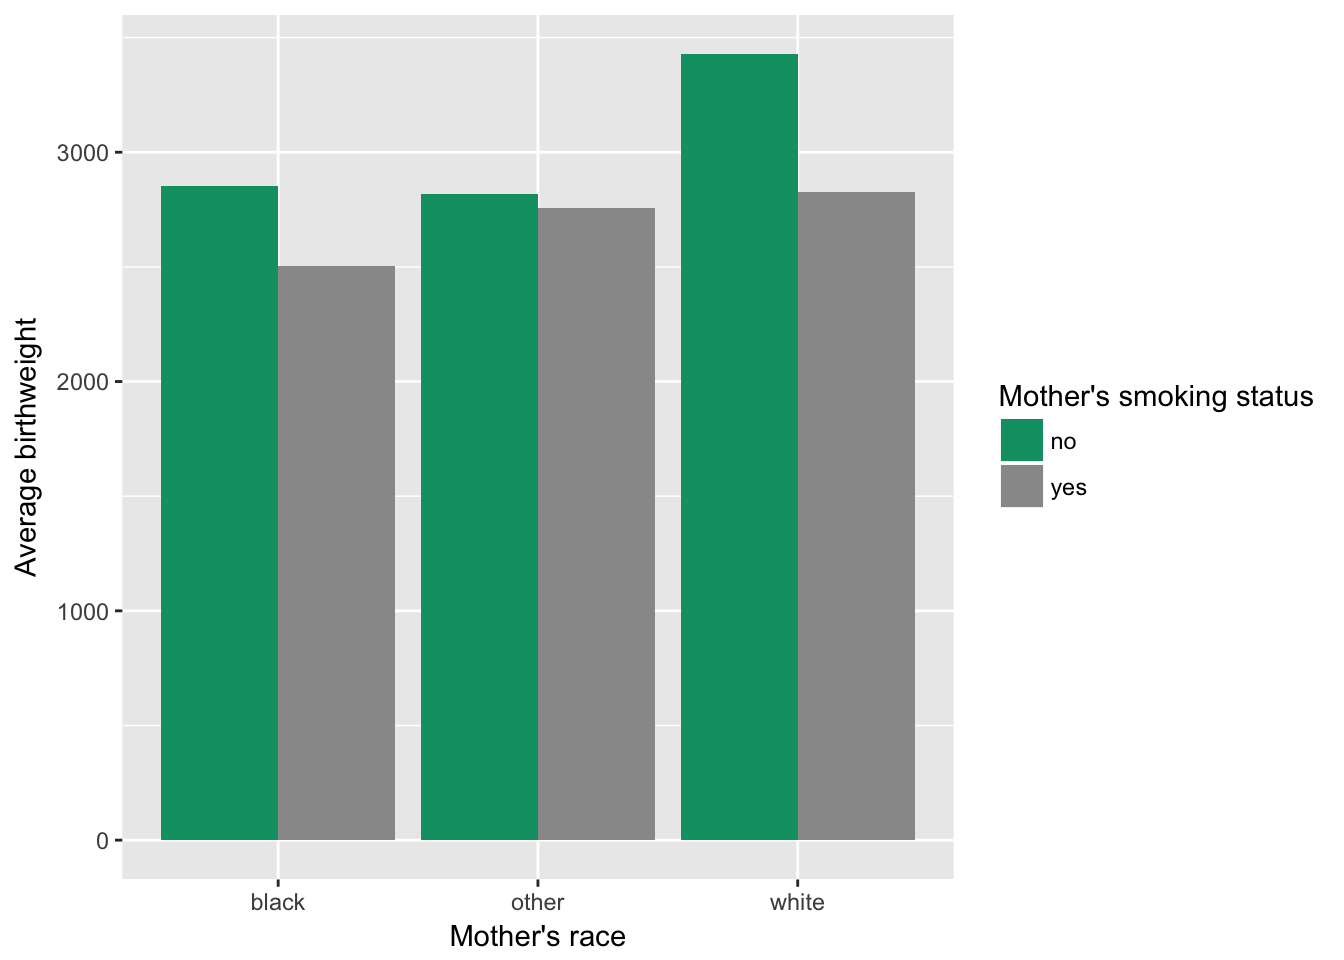 3000
2000
1000
0
Average birthweight
black
other
white
Mother's race
Mother's smoking status
no
yes